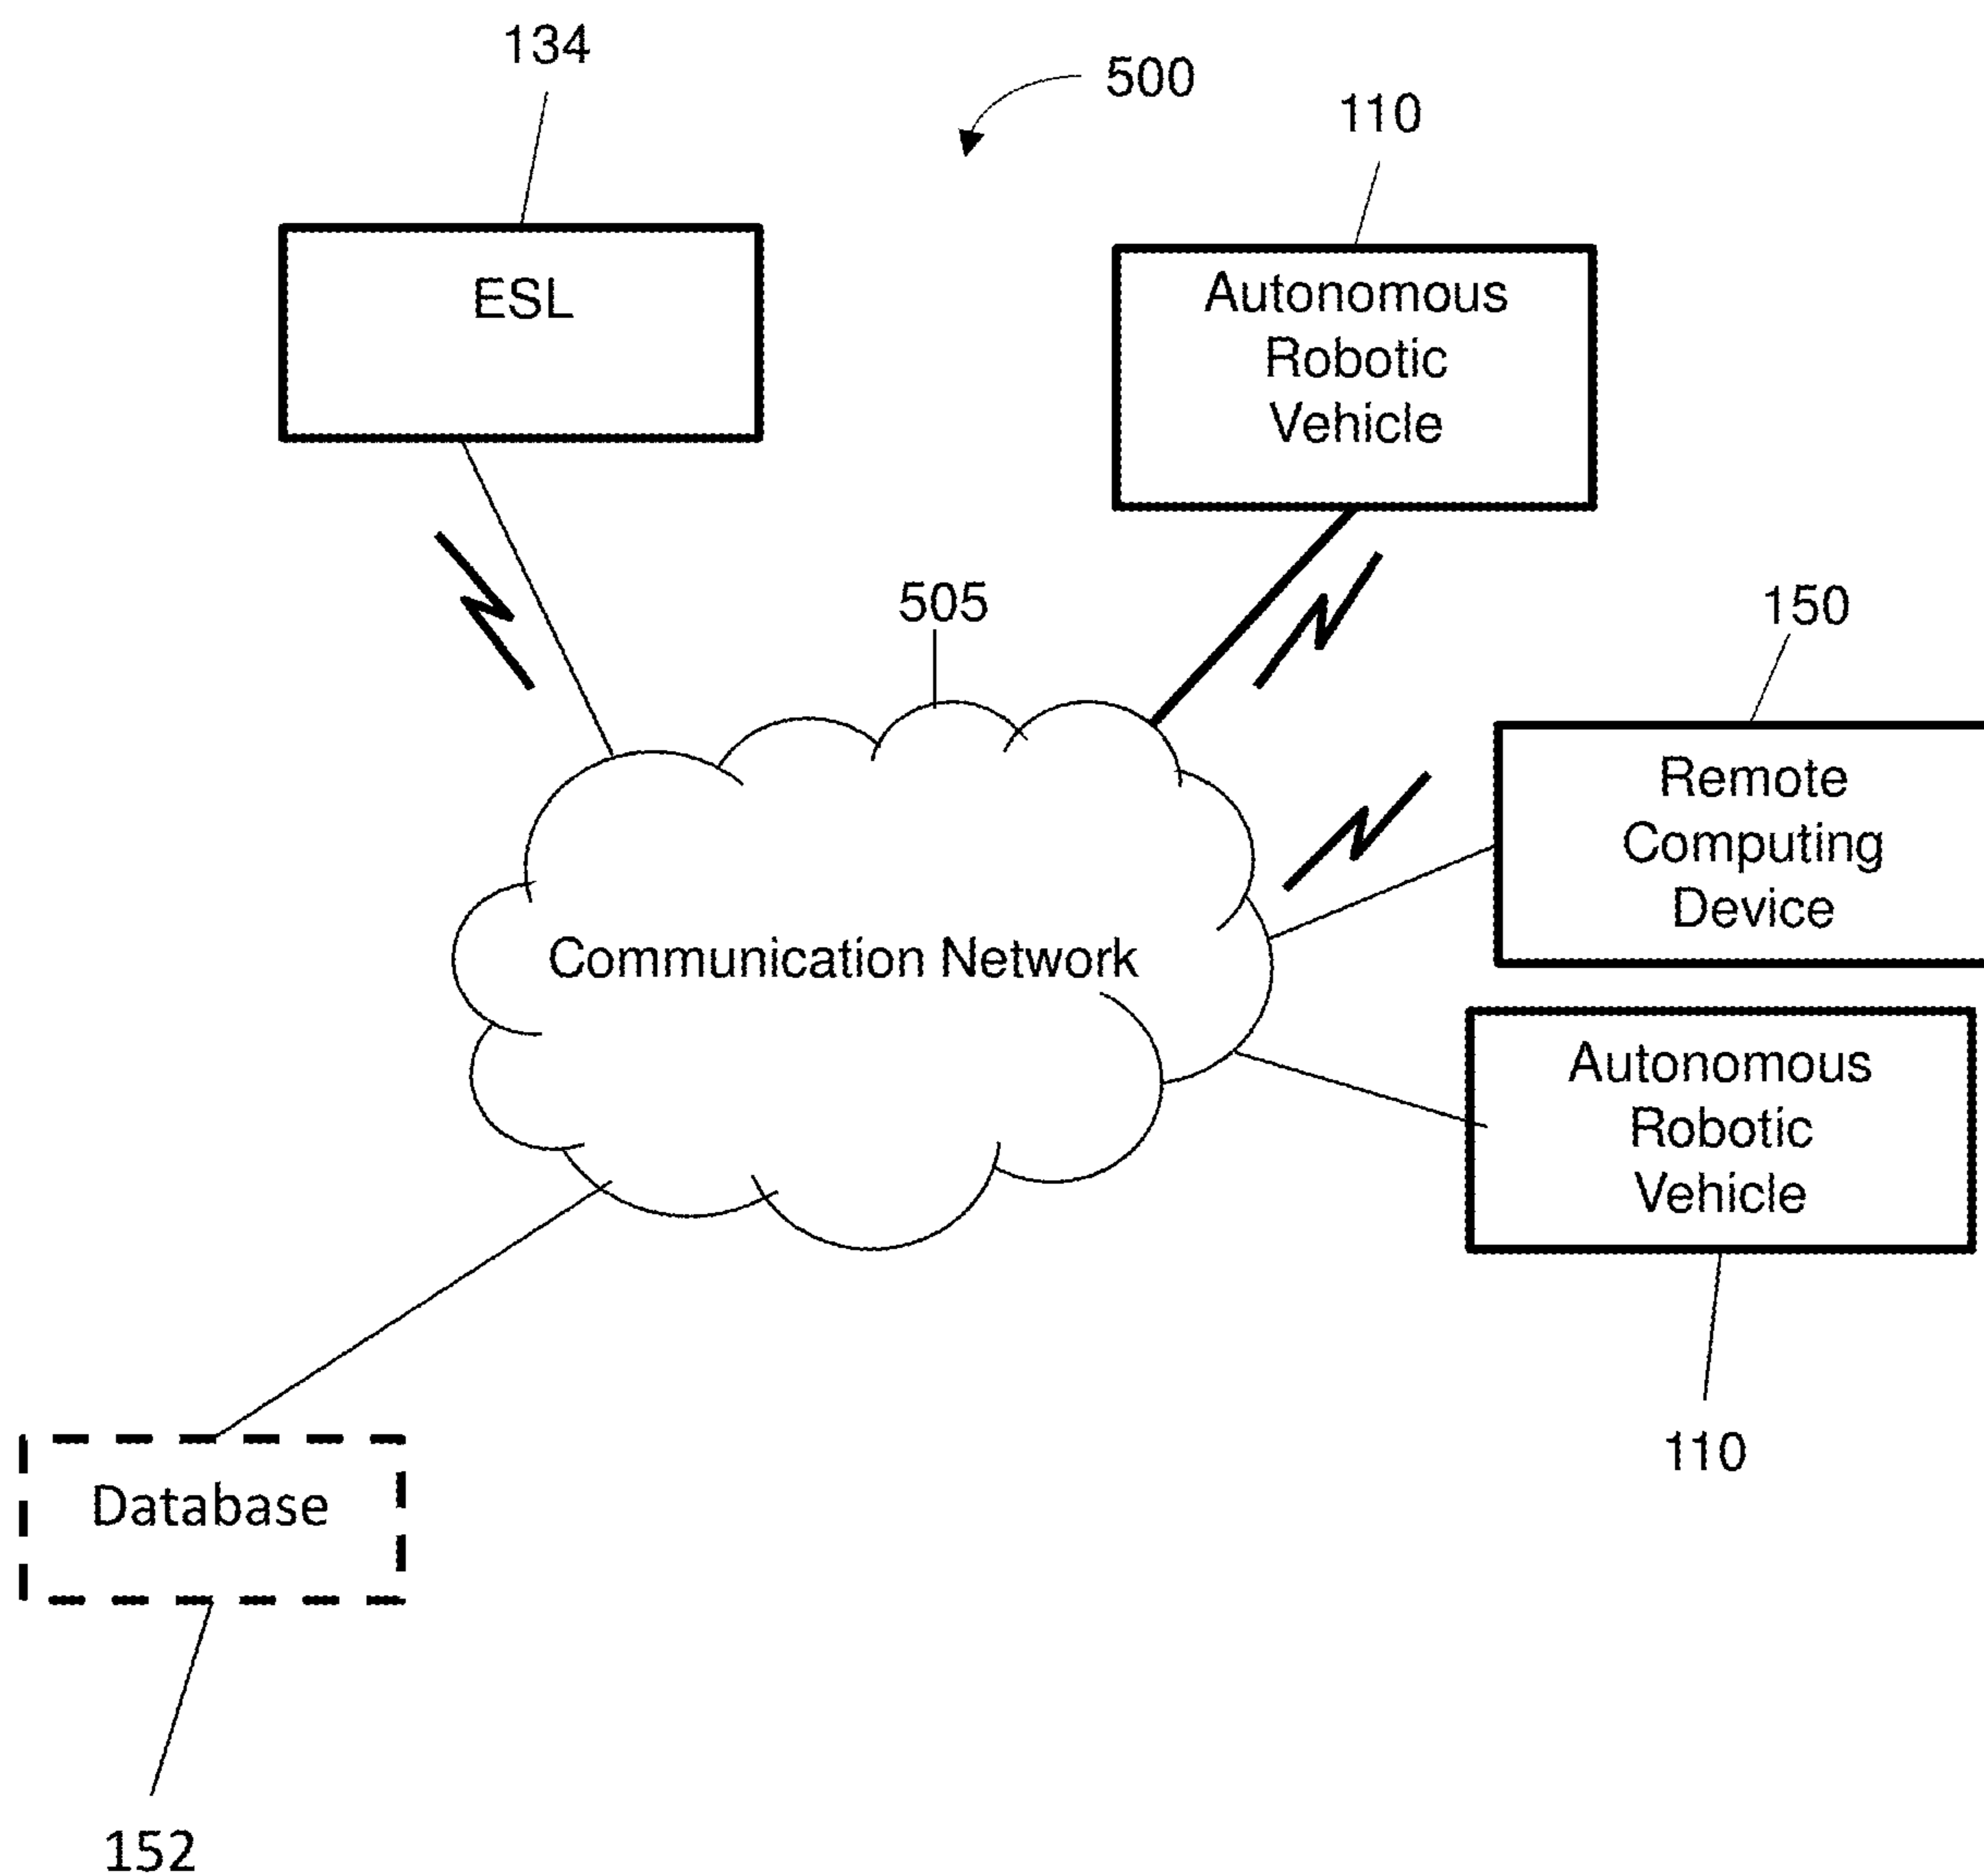 134
500
110
ESL
Autonomous
Robotic
Vehicle
505
150
Remote
Computing
Device
Communication Network
Autonomous
Robotic
Vehicle
110
Database
152